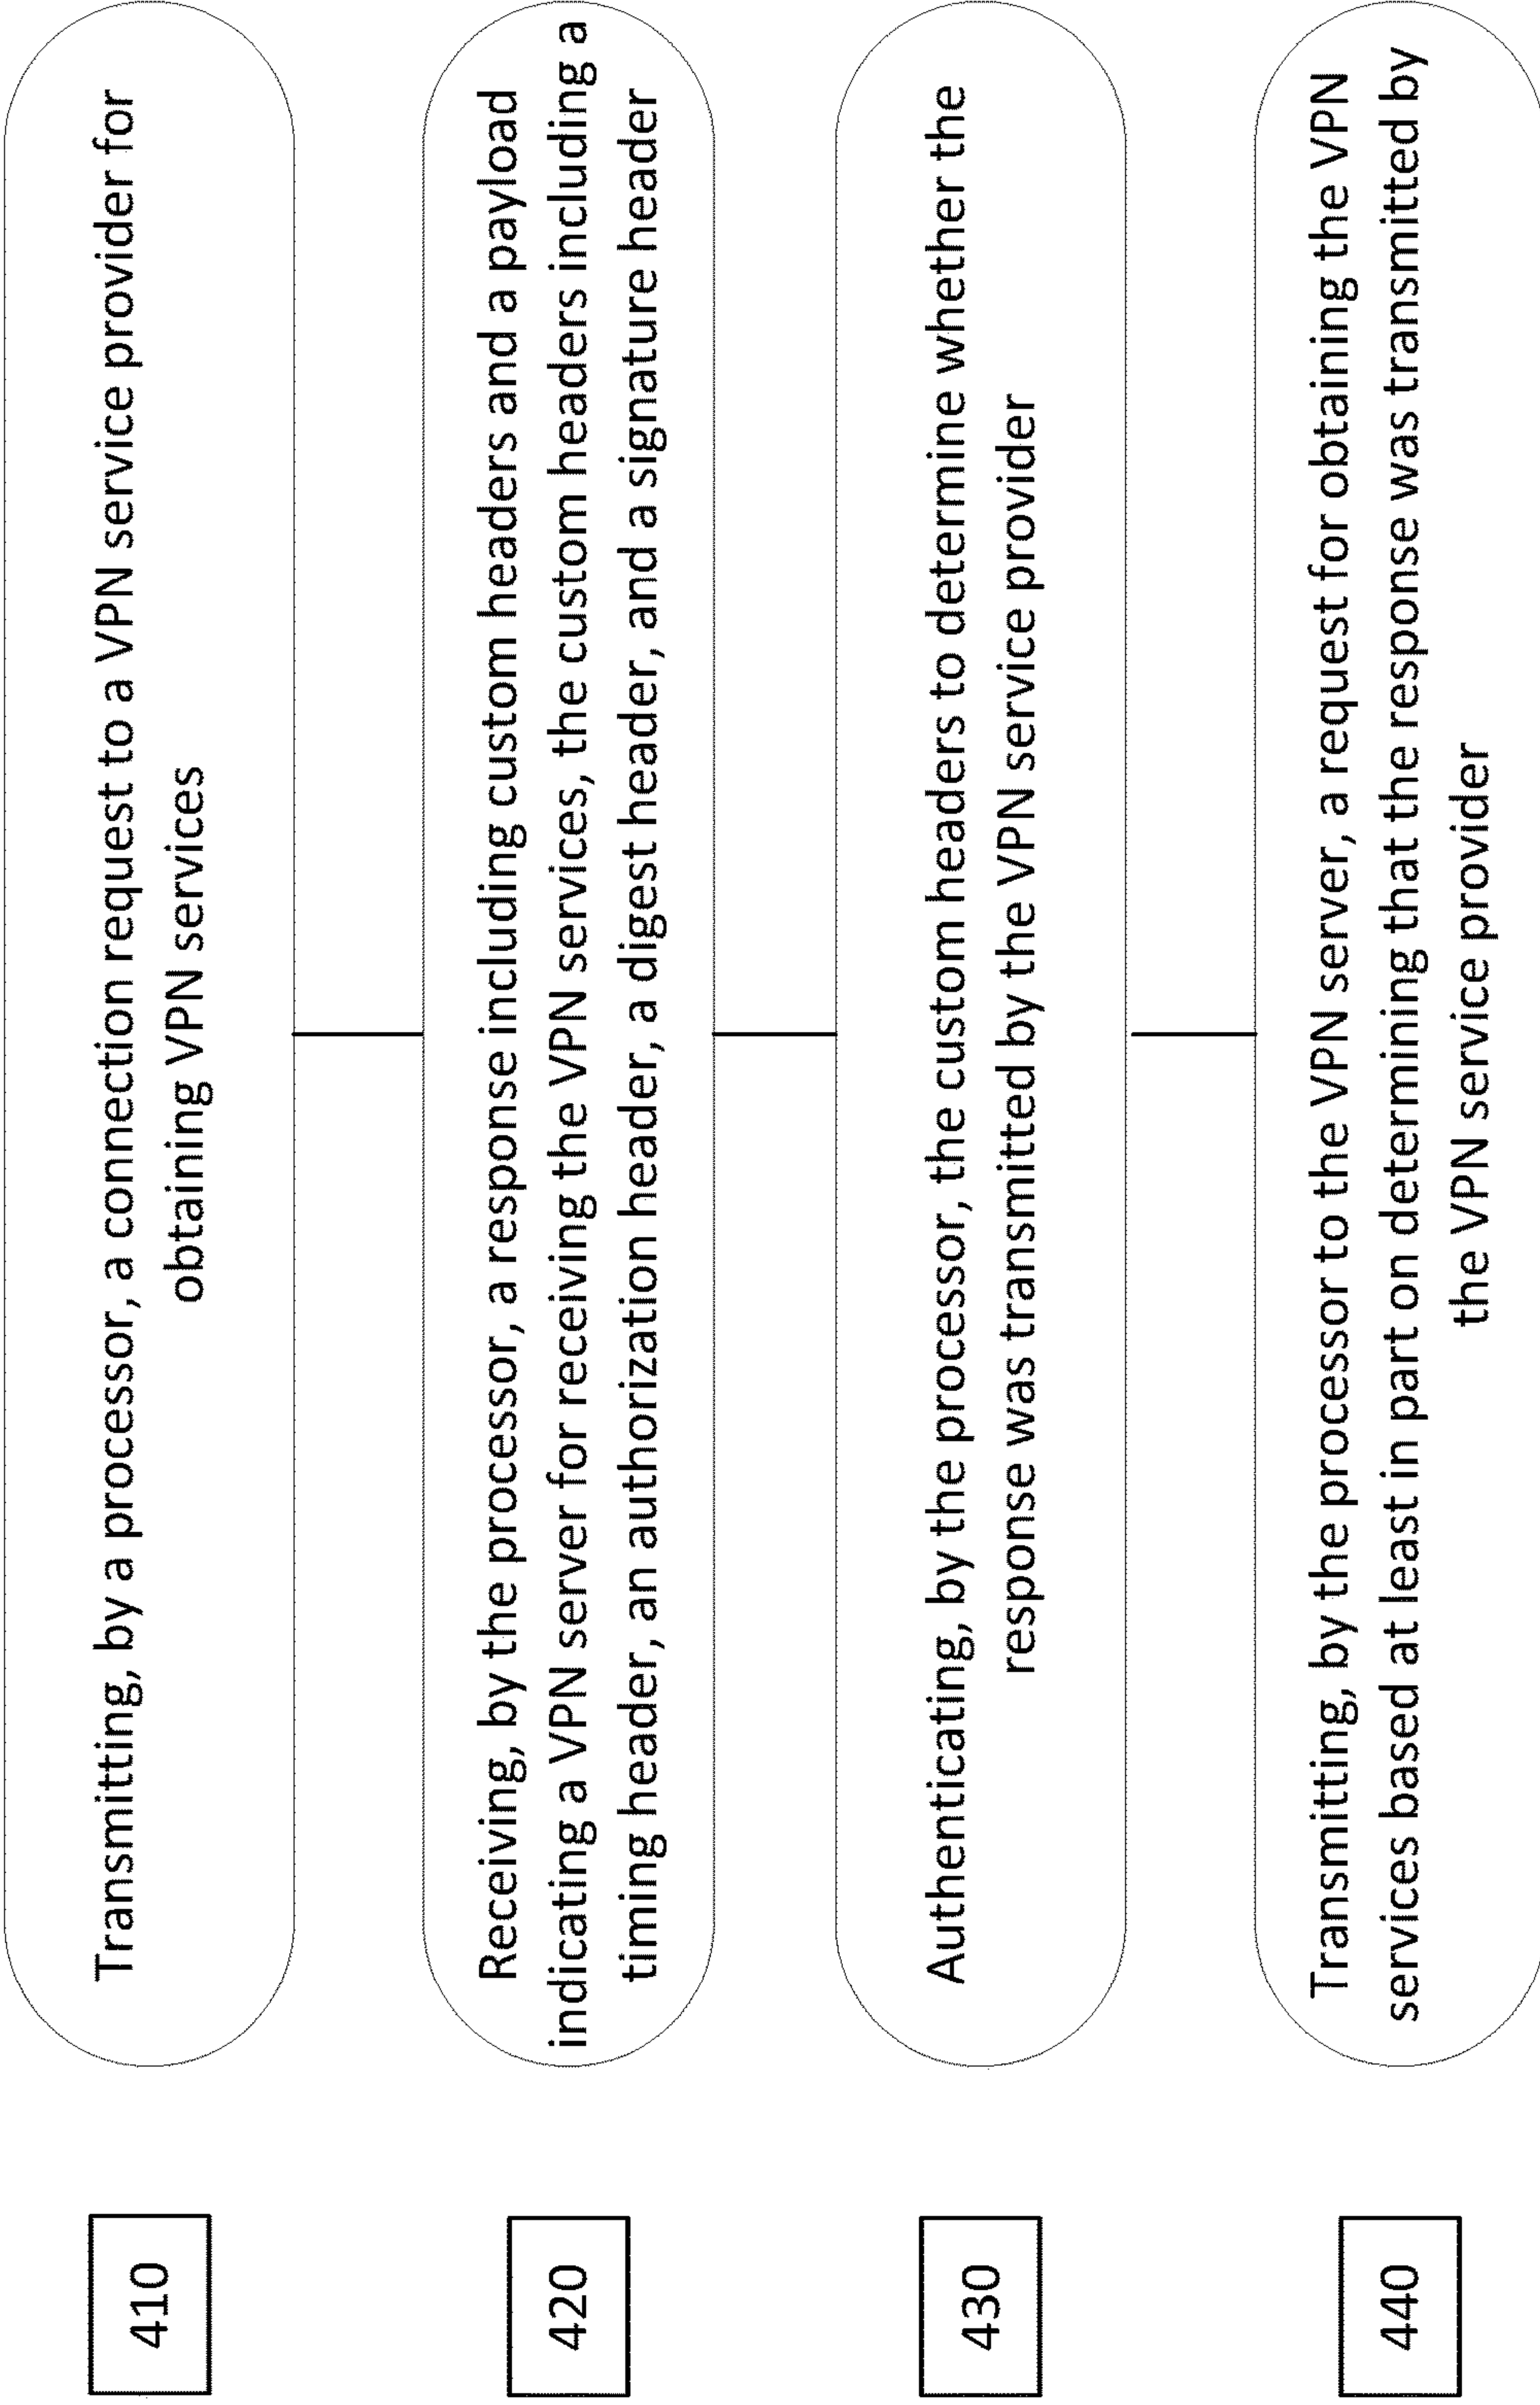 410
Transmitting, by a processor, a connection request to a VPN service provider for
obtaining VPN services
420
Receiving, by the processor, a response including custom headers and a payload
indicating a VPN server for receiving the VPN services, the custom headers including a
timing header, an authorization header, a digest header, and a signature header
430
Authenticating, by the processor, the custom headers to determine whether the
response was transmitted by the VPN service provider
440
Transmitting, by the processor to the VPN server, a request for obtaining the VPN
services based at least in part on determining that the response was transmitted by
the VPN service provider